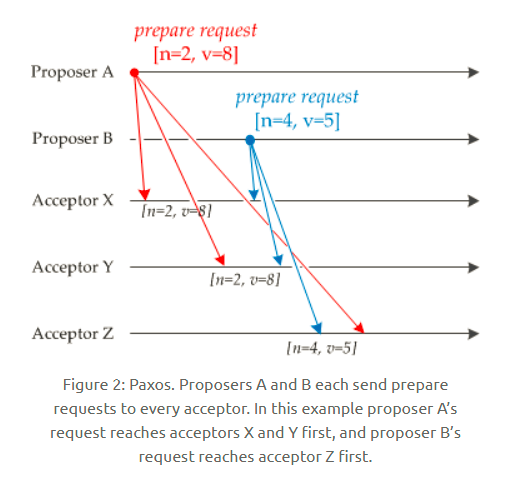 prepare request
[n=2, v=8]
Proposer A
prepare request
[n=4, v=5]
Proposer B
Acceptor X
[n=2, v=8]
Acceptor Y
[n=2, v=8]
Acceptor Z
[n=4, v=5]
Figure 2: Paxos. Proposers A and B each send prepare
requests to every acceptor. In this example proposer A’s
request reaches acceptors X and Y first, and proposer B’s
request reaches acceptor Z first.